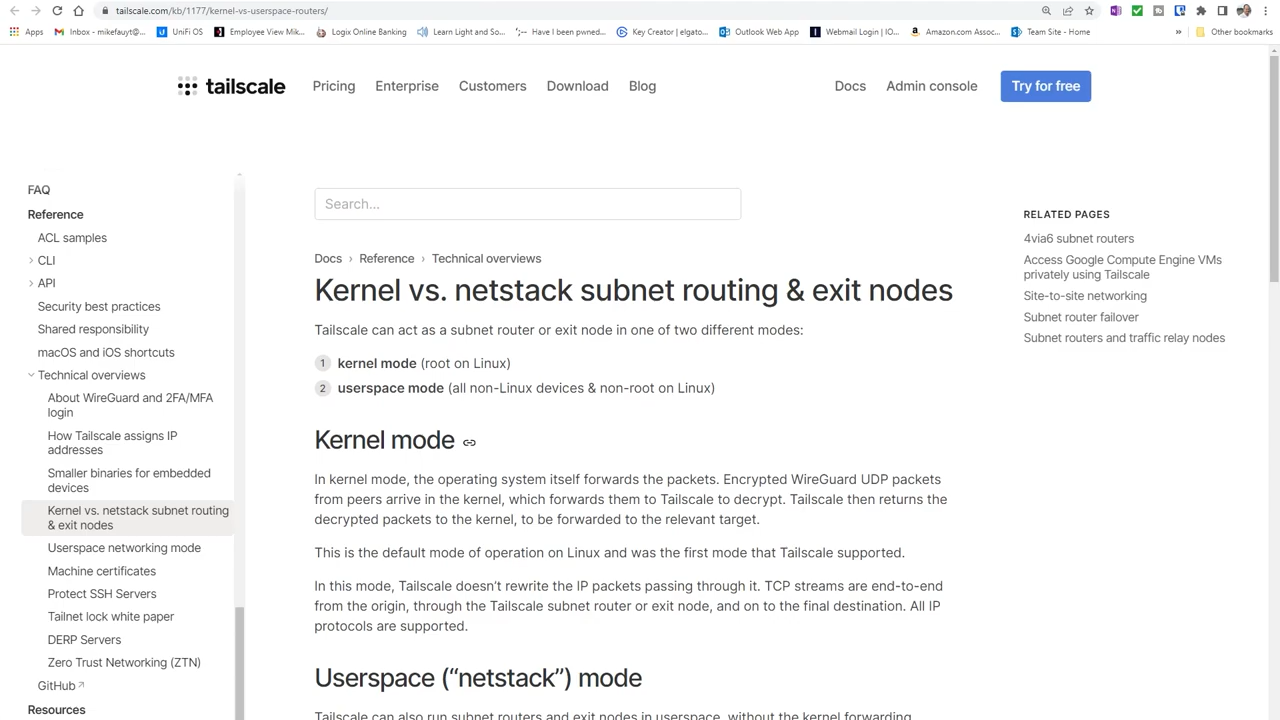 tailscale.com/kb/1177/kernel-vs-userspace-routers/
Apps
Inbox - mikefauyt@...
UniFi OS
Employee View Mik...
Logix Online Banking
Learn Light and So...
Have I been pwned...
Key Creator | elgato...
Outlook Web App
Webmail Login | IO...
Amazon.com Assoc...
Team Site - Home
»
Other bookmarks
tailscale
Pricing
Enterprise
Customers
Download
Blog
Docs
Admin console
Try for free
FAQ
Reference
ACL samples
CLI
API
Security best practices
Shared responsibility
macOS and iOS shortcuts
Technical overviews
About WireGuard and 2FA/MFA
login
How Tailscale assigns IP
addresses
Smaller binaries for embedded
devices
Kernel vs. netstack subnet routing
& exit nodes
Userspace networking mode
Machine certificates
Protect SSH Servers
Tailnet lock white paper
DERP Servers
Zero Trust Networking (ZTN)
GitHub ↗
Resources
Search...
Docs › Reference › Technical overviews
Kernel vs. netstack subnet routing & exit nodes
Tailscale can act as a subnet router or exit node in one of two different modes:
1 kernel mode (root on Linux)
2 userspace mode (all non-Linux devices & non-root on Linux)
Kernel mode
In kernel mode, the operating system itself forwards the packets. Encrypted WireGuard UDP packets
from peers arrive in the kernel, which forwards them to Tailscale to decrypt. Tailscale then returns the
decrypted packets to the kernel, to be forwarded to the relevant target.
This is the default mode of operation on Linux and was the first mode that Tailscale supported.
In this mode, Tailscale doesn't rewrite the IP packets passing through it. TCP streams are end-to-end
from the origin, through the Tailscale subnet router or exit node, and on to the final destination. All IP
protocols are supported.
Userspace (“netstack”) mode
Tailscale can also run subnet routers and exit nodes in userspace, without the kernel forwarding
RELATED PAGES
4via6 subnet routers
Access Google Compute Engine VMs
privately using Tailscale
Site-to-site networking
Subnet router failover
Subnet routers and traffic relay nodes